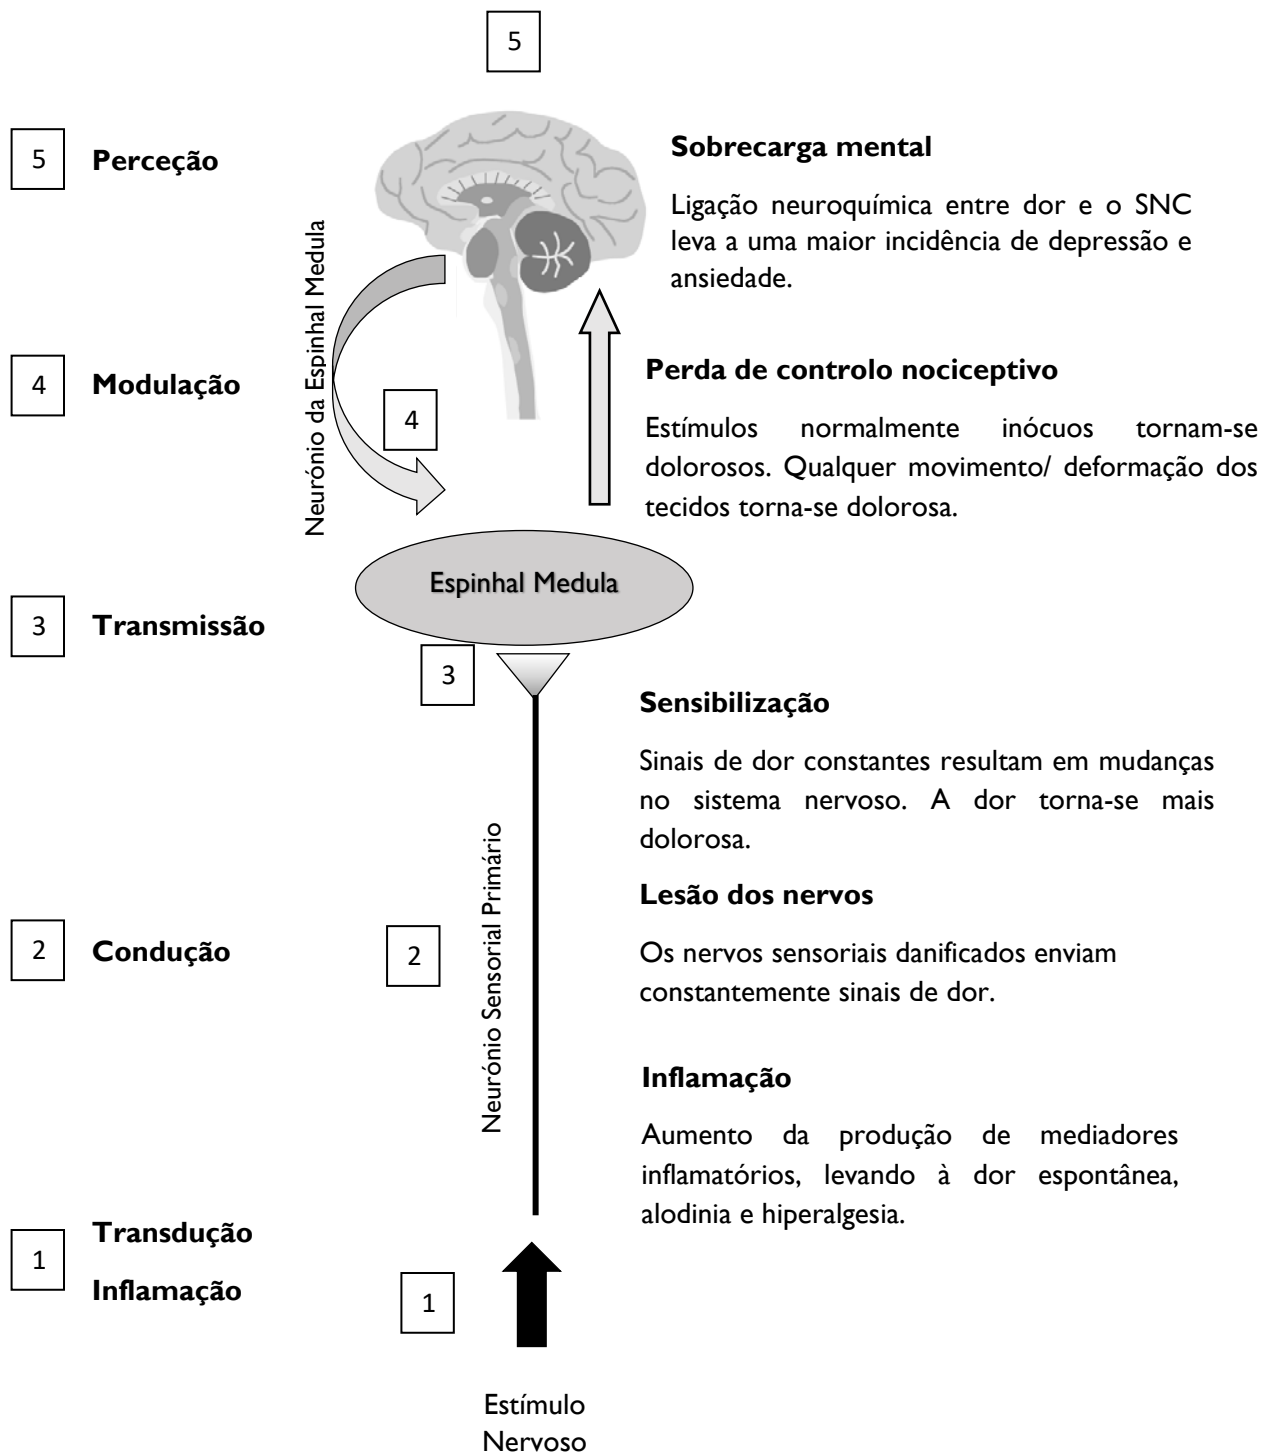 5
5
Perceção
Sobrecarga mental
Ligação neuroquímica entre dor e o SNC
leva a uma maior incidência de depressão e
ansiedade.
Neurónio da Espinhal Medula
4
Modulação
4
Perda de controlo nociceptivo
Estímulos normalmente inócuos tornam-se
dolorosos. Qualquer movimento/ deformação dos
tecidos torna-se dolorosa.
Espinhal Medula
3
Transmissão
3
Sensibilização
Sinais de dor constantes resultam em mudanças
no sistema nervoso. A dor torna-se mais
dolorosa.
Neurónio Sensorial Primário
Lesão dos nervos
2
Condução
2
Os nervos sensoriais danificados enviam
constantemente sinais de dor.
Inflamação
Aumento da produção de mediadores
inflamatórios, levando à dor espontânea,
alodinia e hiperalgesia.
1
Transdução
Inflamação
1
Estímulo
Nervoso